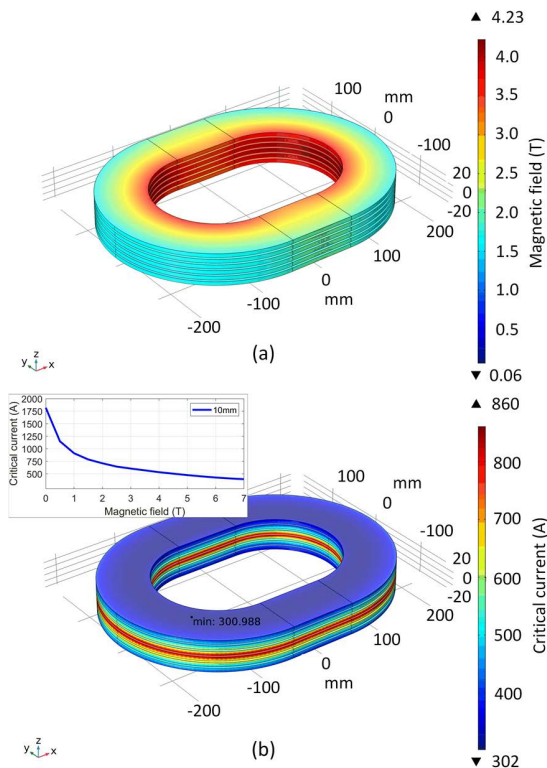 ▲ 4.23
4.0
3.5
3.0
2.5
2.0
1.5
1.0
0.5
▼ 0.06
Magnetic field (T)
100
mm
0
-100
20
0
-20
200
100
0
mm
-100
-200
z
y x
(a)
2000
1750
1500
1250
1000
750
500
Critical current (A)
10mm
0 1 2 3 4 5 6 7
Magnetic field (T)
▲ 860
800
700
600
500
400
▼ 302
Critical current (A)
100
mm
0
-100
20
0
-20
200
100
0
mm
-100
-200
*min: 300.988
z
y x
(b)